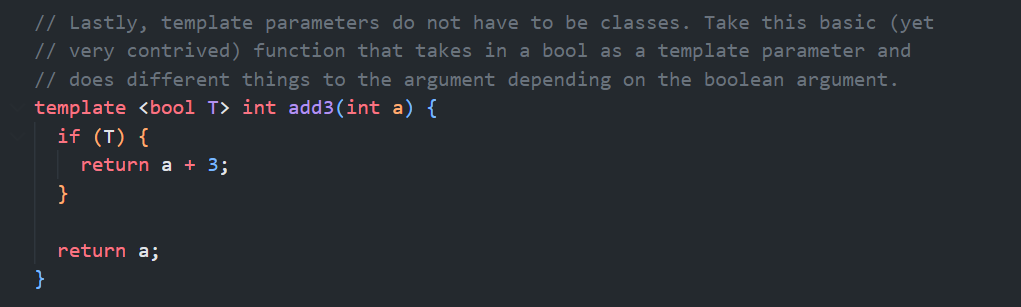 // Lastly, template parameters do not have to be classes. Take this basic (yet
// very contrived) function that takes in a bool as a template parameter and
// does different things to the argument depending on the boolean argument.
template <bool T> int add3(int a) {
  if (T) {
    return a + 3;
  }

  return a;
}